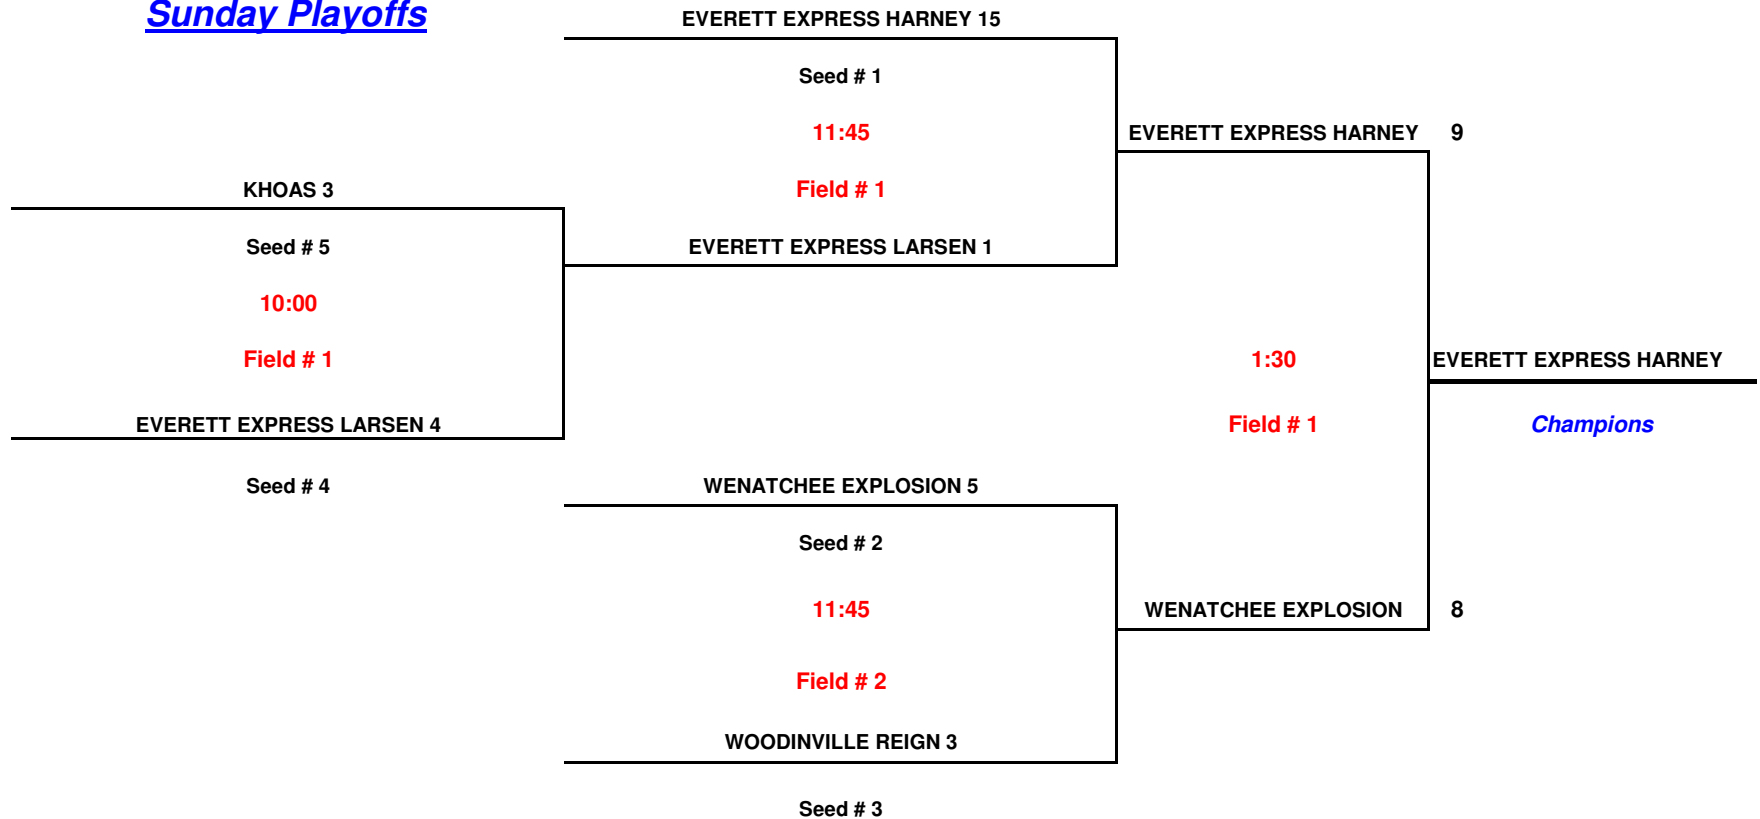 Sunday Playoffs
EVERETT EXPRESS HARNEY 15
Seed # 1
11:45
EVERETT EXPRESS HARNEY 9
KHOAS 3
Field # 1
Seed # 5
EVERETT EXPRESS LARSEN 1
10:00
Field # 1
1:30
EVERETT EXPRESS HARNEY
EVERETT EXPRESS LARSEN 4
Field # 1
Champions
Seed # 4
WENATCHEE EXPLOSION 5
Seed # 2
11:45
WENATCHEE EXPLOSION 8
Field # 2
WOODINVILLE REIGN 3
Seed # 3